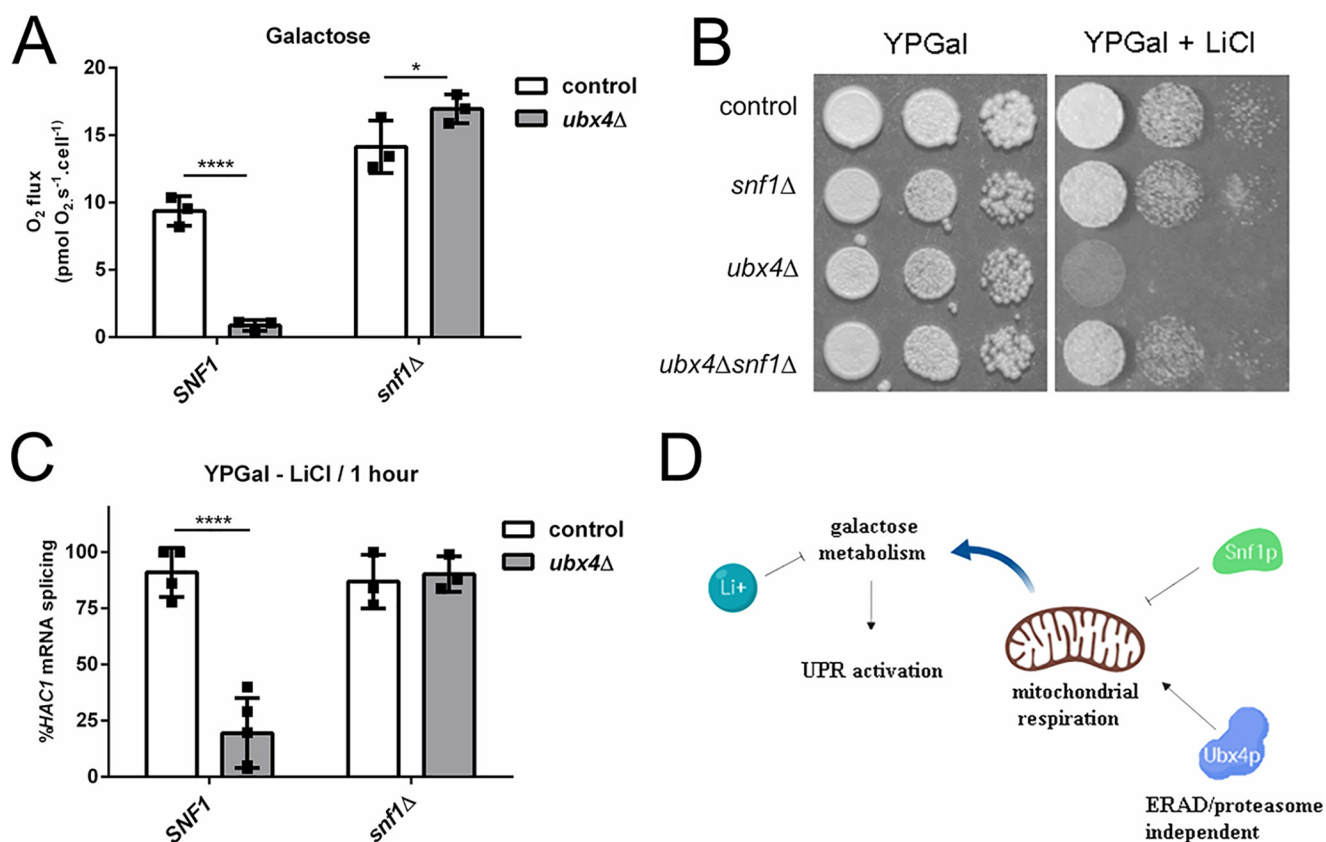 A
Galactose
O2 flux
(pmol O2.s-1.cell-1)
20
15
10
5
0
****
*
control
ubx4Δ
SNF1
snf1Δ
B
YPGal
YPGal + LiCl
control
snf1Δ
ubx4Δ
ubx4Δsnf1Δ
C
YPGal - LiCl / 1 hour
%HAC1 mRNA splicing
100
75
50
25
0
****
control
ubx4Δ
SNF1
snf1Δ
D
galactose
metabolism
Li+
UPR activation
Snf1p
mitochondrial
respiration
Ubx4p
ERAD/proteasome
independent